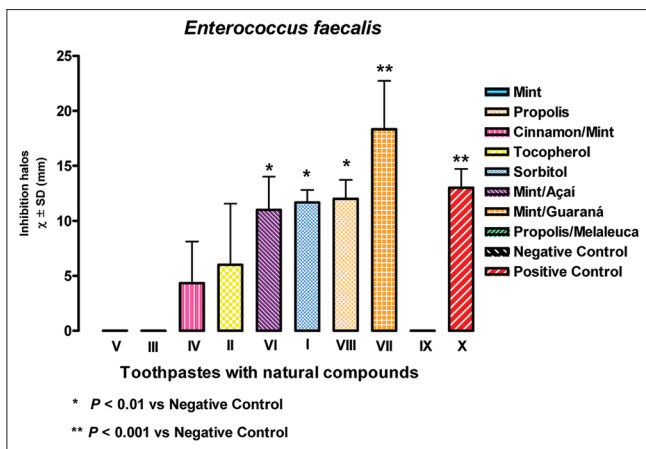 Enterococcus faecalis
Inhibition halos
χ ± SD (mm)
25
20
15
10
5
0
*
*
*
**
**
V III IV II VI I VIII VII IX X
Toothpastes with natural compounds
Mint
Propolis
Cinnamon/Mint
Tocopherol
Sorbitol
Mint/Açaí
Mint/Guaraná
Propolis/Melaleuca
Negative Control
Positive Control
* P < 0.01 vs Negative Control
** P < 0.001 vs Negative Control